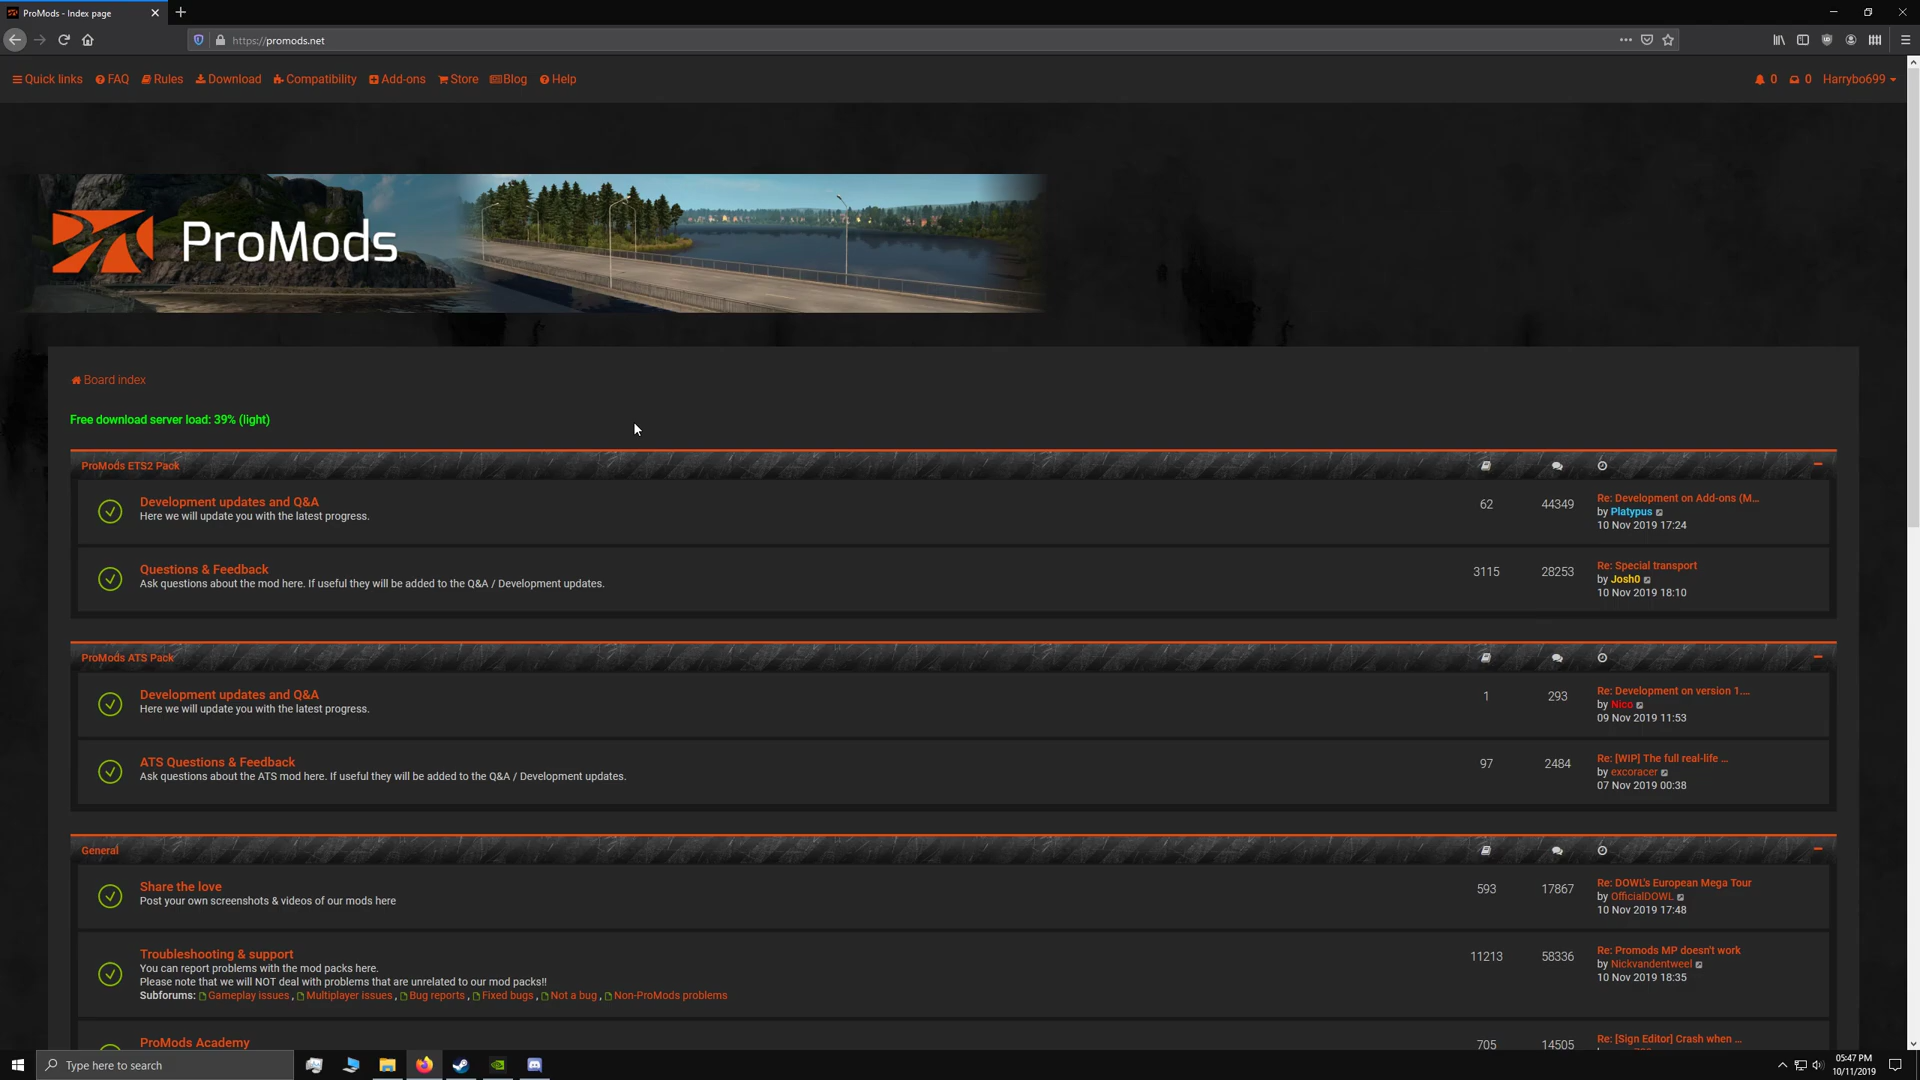 ProMods - Index page
https://promods.net
Quick links FAQ Rules Download Compatibility Add-ons Store Blog Help
0 0 Harrybo699
ProMods
Board index
Free download server load: 39% (light)
ProMods ETS2 Pack
Development updates and Q&A
Here we will update you with the latest progress.
62 44349
Re: Development on Add-ons (M...
by Platypus
10 Nov 2019 17:24
Questions & Feedback
Ask questions about the mod here. If useful they will be added to the Q&A / Development updates.
3115 28253
Re: Special transport
by Josh0
10 Nov 2019 18:10
ProMods ATS Pack
Development updates and Q&A
Here we will update you with the latest progress.
1 293
Re: Development on version 1....
by Nico
09 Nov 2019 11:53
ATS Questions & Feedback
Ask questions about the ATS mod here. If useful they will be added to the Q&A / Development updates.
97 2484
Re: [WIP] The full real-life ...
by excoracer
07 Nov 2019 00:38
General
Share the love
Post your own screenshots & videos of our mods here
593 17867
Re: DOWL's European Mega Tour
by OfficialDOWL
10 Nov 2019 17:48
Troubleshooting & support
You can report problems with the mod packs here.
Please note that we will NOT deal with problems that are unrelated to our mod packs!!
Subforums: Gameplay issues , Multiplayer issues , Bug reports , Fixed bugs , Not a bug , Non-ProMods problems
11213 58336
Re: Promods MP doesn't work
by Nickvandentweel
10 Nov 2019 18:35
ProMods Academy
705 14505
Re: [Sign Editor] Crash when ...
Type here to search
05:47 PM
10/11/2019